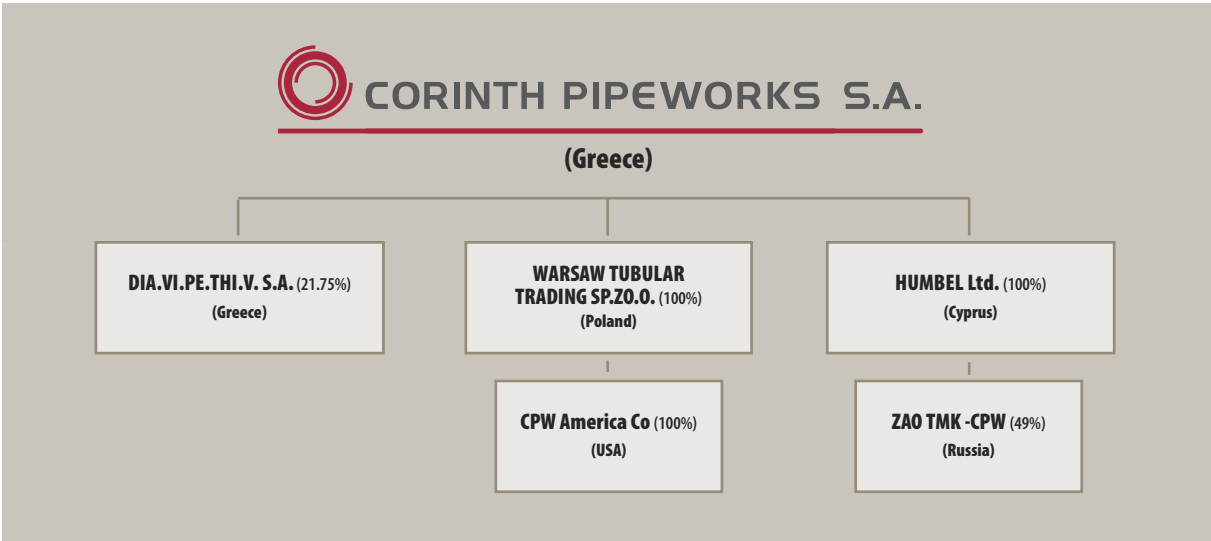 CORINTH PIPEWORKS S.A.
(Greece)
DIA.VI.PE.THI.V. S.A. (21.75%)
(Greece)
WARSAW TUBULAR
TRADING SP.ZO.O. (100%)
(Poland)
HUMBEL Ltd. (100%)
(Cyprus)
CPW America Co (100%)
(USA)
ZAO TMK -CPW (49%)
(Russia)